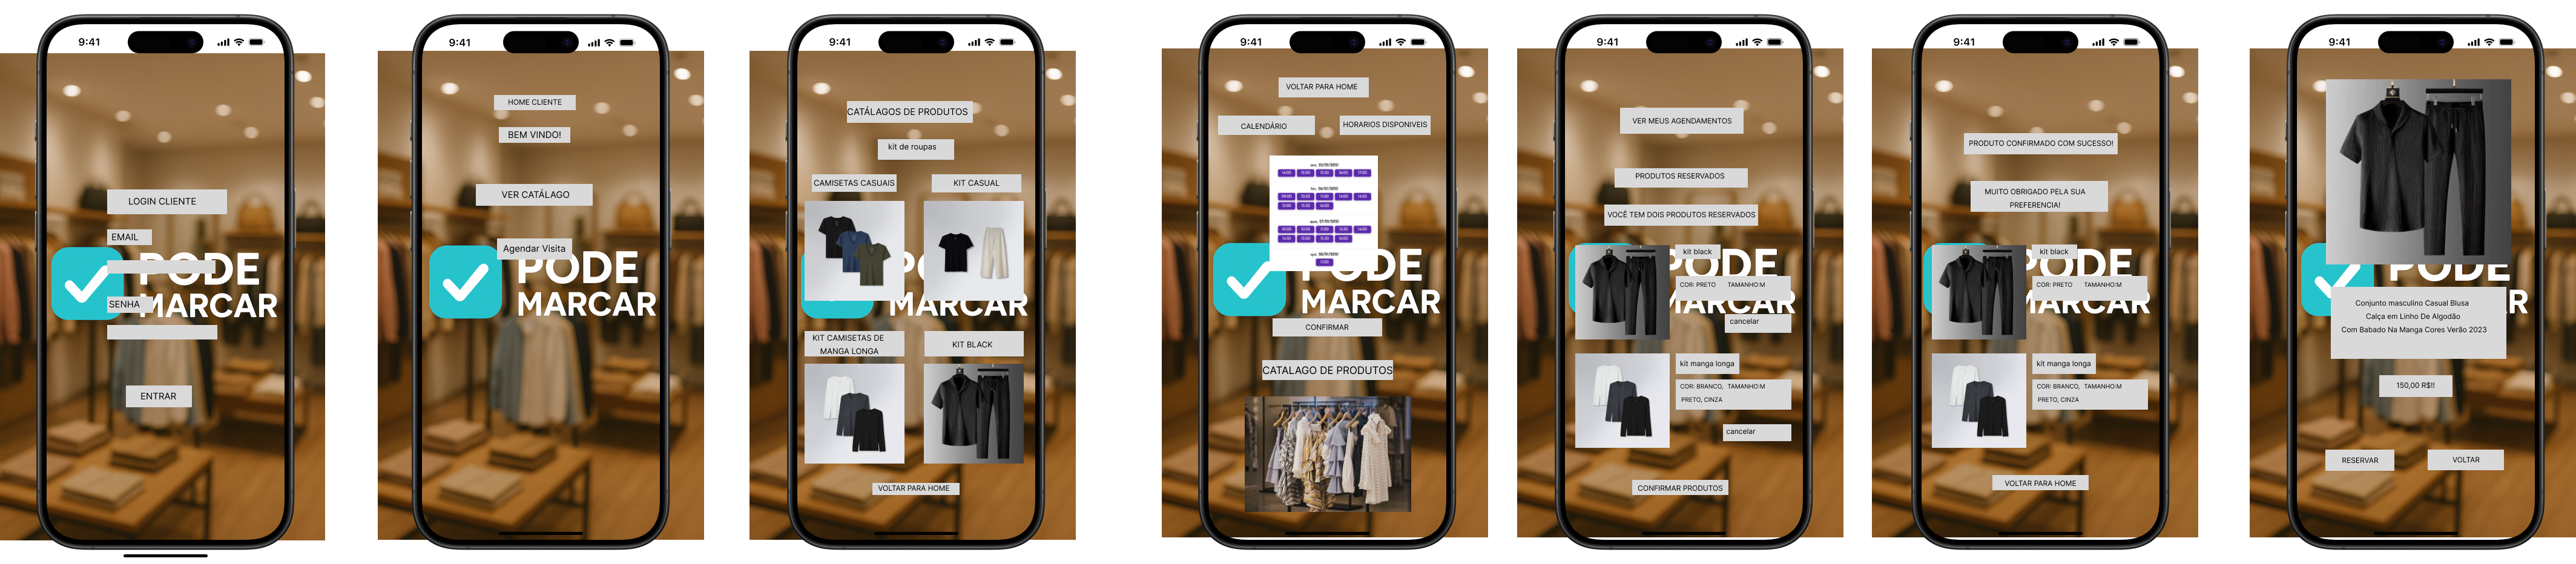 9:41
LOGIN CLIENTE
EMAIL
SENHA
PODE
MARCAR
ENTRAR
9:41
HOME CLIENTE
BEM VINDO!
VER CATÁLAGO
Agendar Visita
PODE
MARCAR
9:41
CATÁLAGOS DE PRODUTOS
kit de roupas
CAMISETAS CASUAIS
KIT CASUAL
MARCAR
KIT CAMISETAS DE
MANGA LONGA
KIT BLACK
VOLTAR PARA HOME
9:41
VOLTAR PARA HOME
CALENDÁRIO
HORARIOS DISPONIVEIS
PODE
MARCAR
CONFIRMAR
CATALAGO DE PRODUTOS
9:41
VER MEUS AGENDAMENTOS
PRODUTOS RESERVADOS
VOCÊ TEM DOIS PRODUTOS RESERVADOS
kit black
PODE
COR: PRETO TAMANHO:M
MARCAR
cancelar
kit manga longa
COR: BRANCO, TAMANHO:M
PRETO, CINZA
cancelar
CONFIRMAR PRODUTOS
9:41
PRODUTO CONFIRMADO COM SUCESSO!
MUITO OBRIGADO PELA SUA
PREFERENCIA!
kit black
PODE
COR: PRETO TAMANHO:M
MARCAR
kit manga longa
COR: BRANCO, TAMANHO:M
PRETO, CINZA
VOLTAR PARA HOME
9:41
PODE
MARCAR
Conjunto masculino Casual Blusa
Calça em Linho De Algodão
Com Babado Na Manga Cores Verão 2023
150,00 R$!!
RESERVAR
VOLTAR